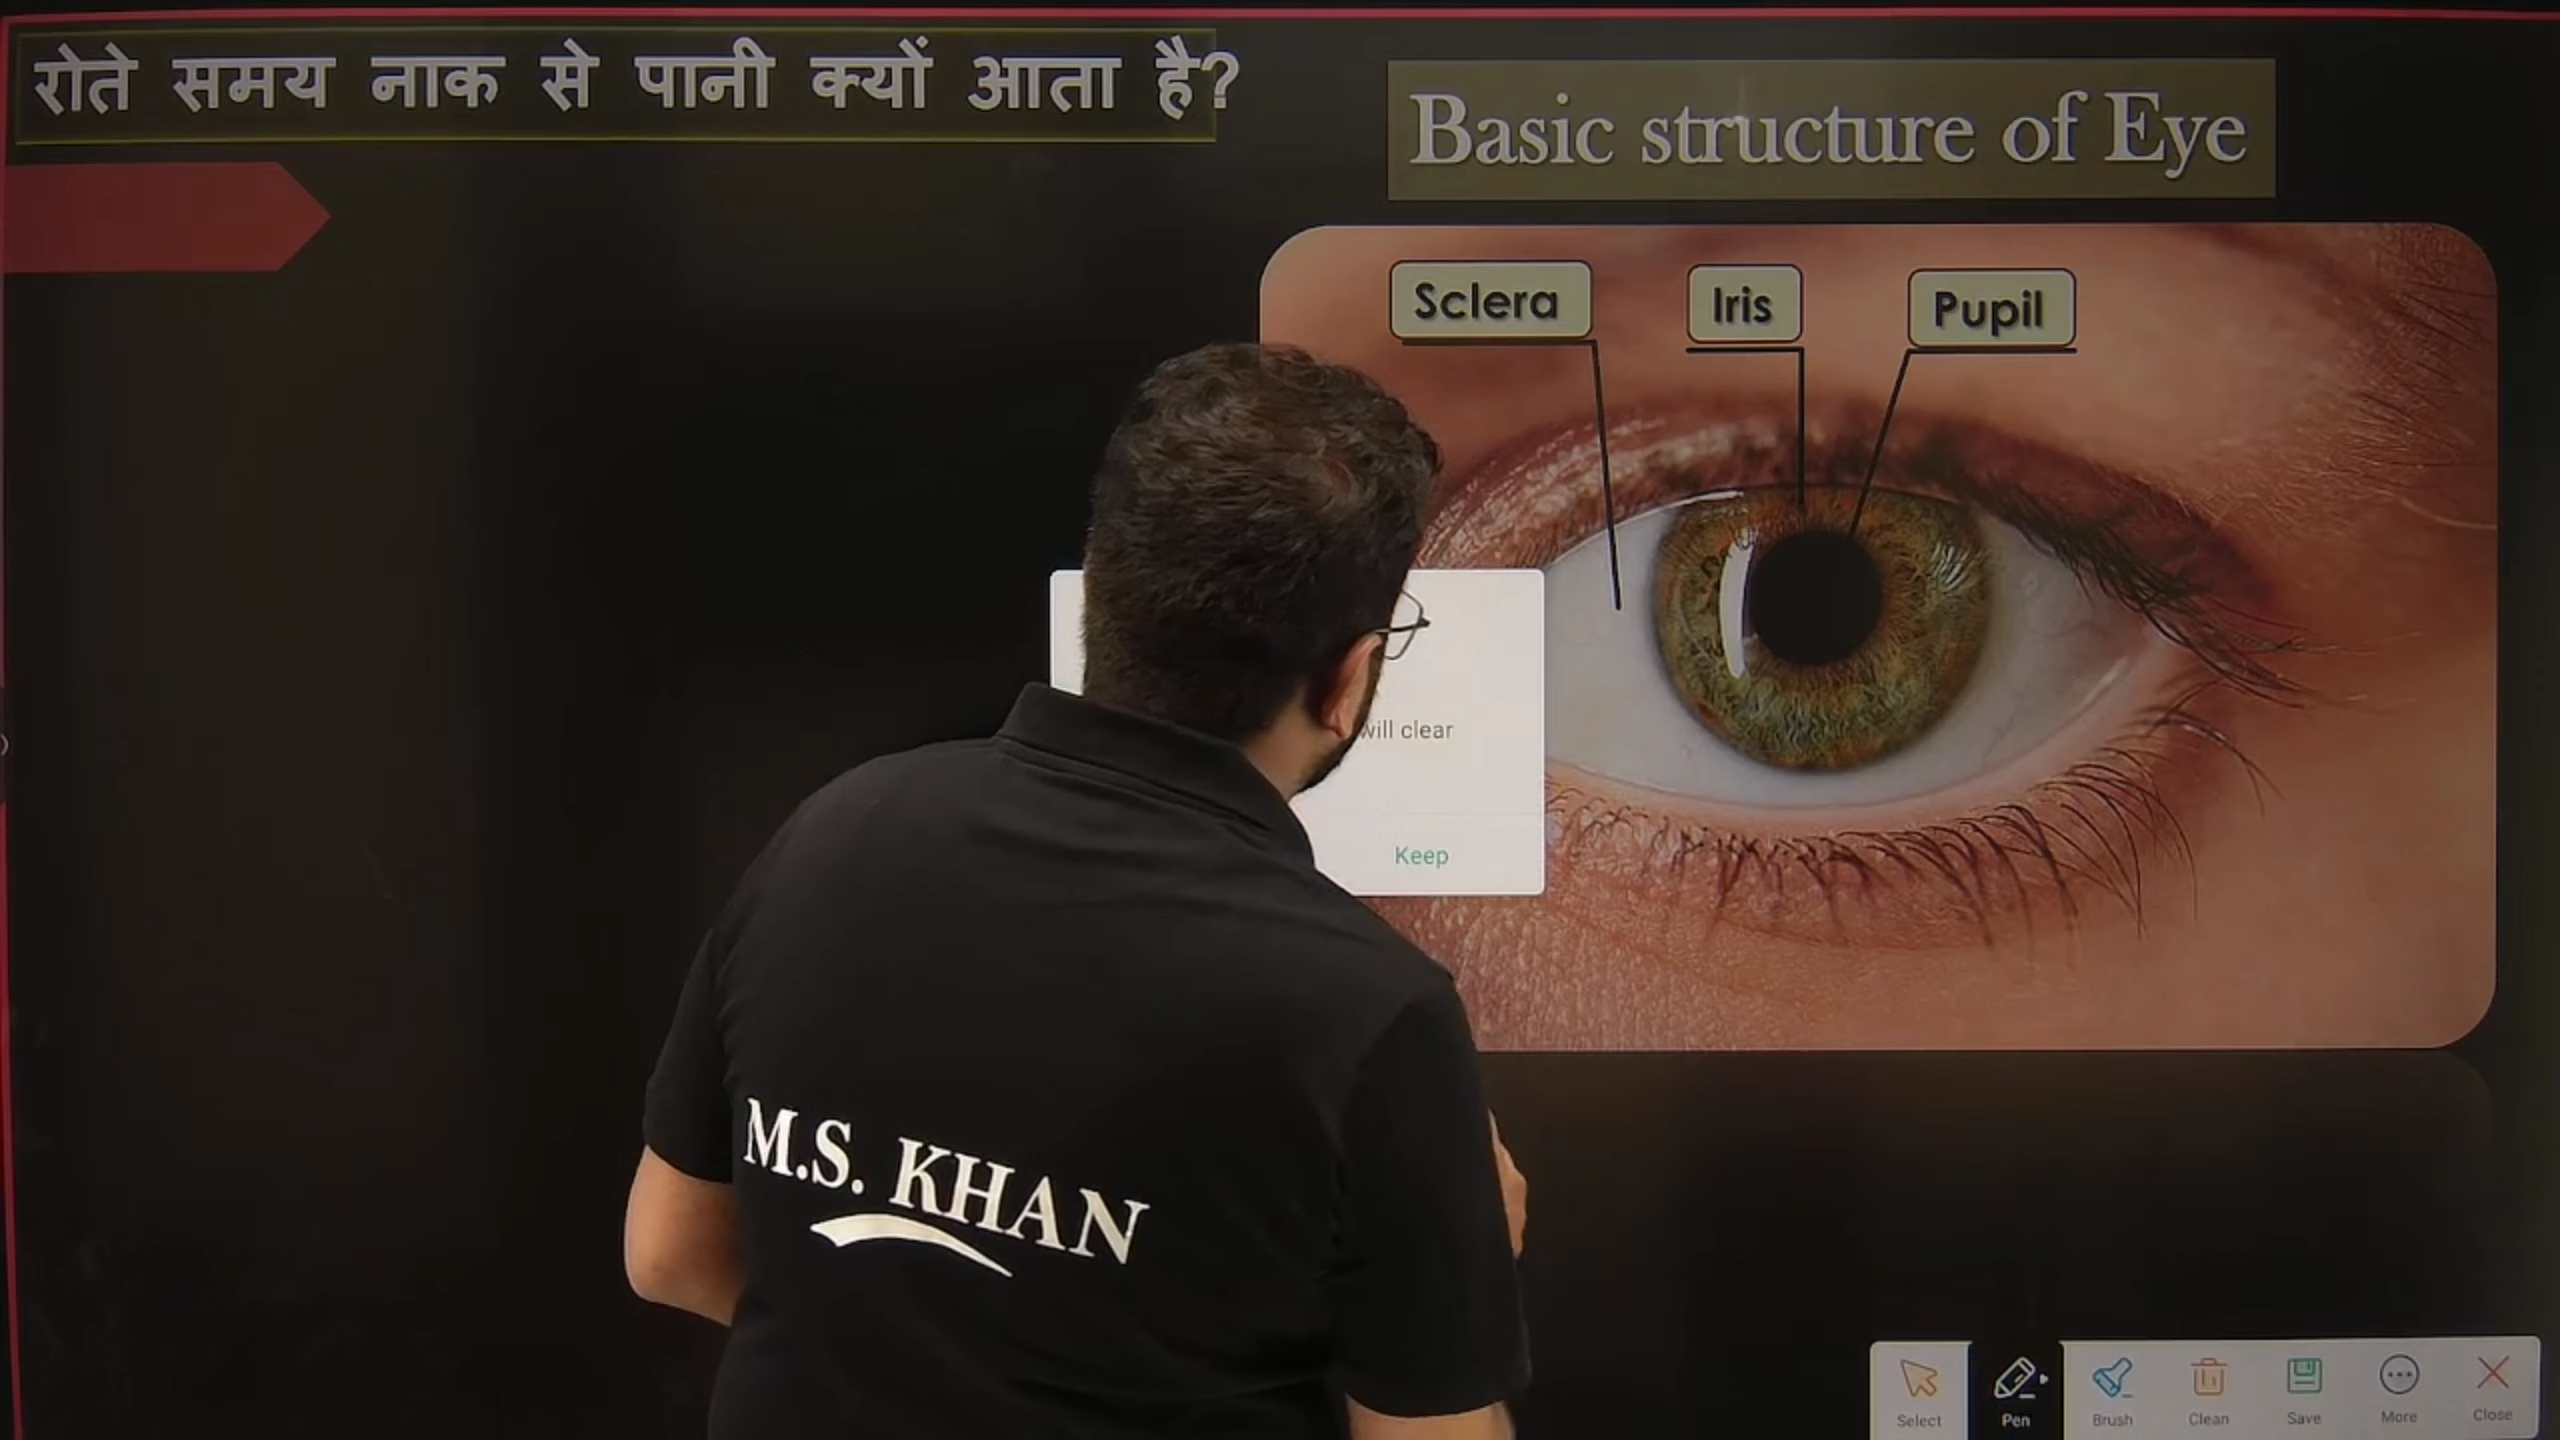 रोते समय नाक से पानी क्यों आता है?
Basic structure of Eye
Sclera
Iris
Pupil
will clear
Keep
M.S. KHAN
Select
Pen
Brush
Clean
Save
More
Close